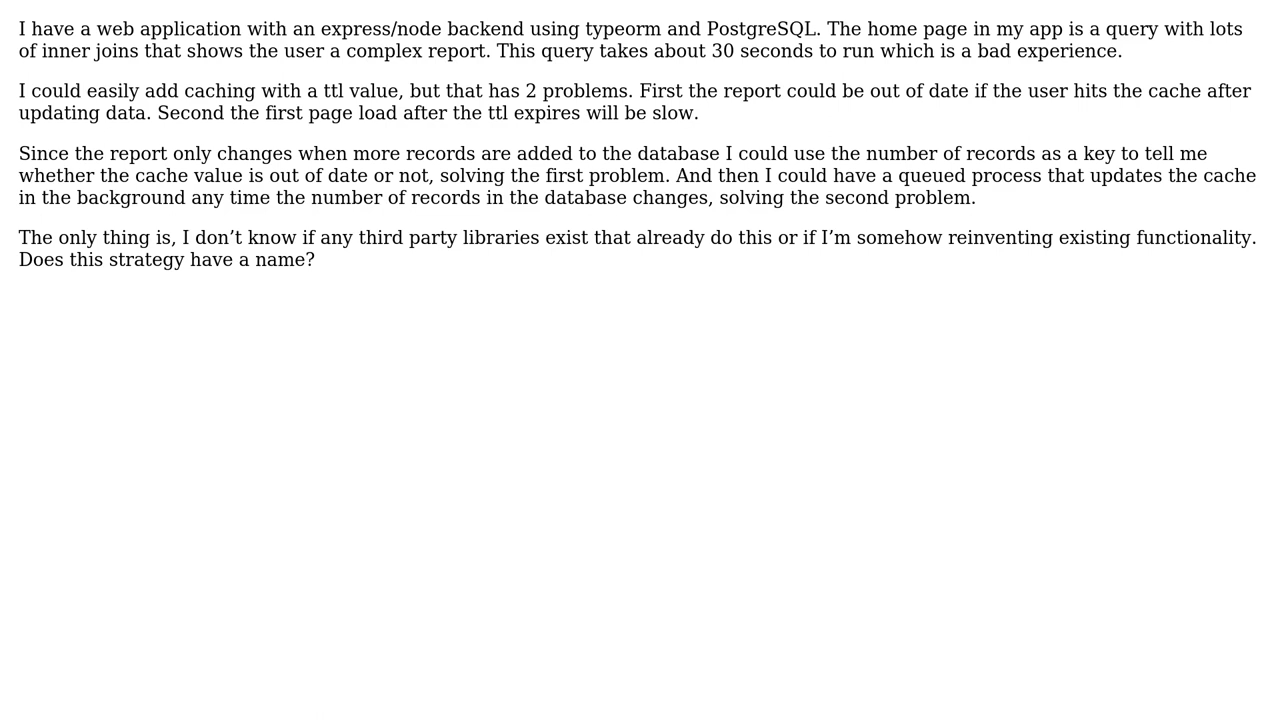 I have a web application with an express/node backend using typeorm and PostgreSQL. The home page in my app is a query with lots
of inner joins that shows the user a complex report. This query takes about 30 seconds to run which is a bad experience.
I could easily add caching with a ttl value, but that has 2 problems. First the report could be out of date if the user hits the cache after
updating data. Second the first page load after the ttl expires will be slow.
Since the report only changes when more records are added to the database I could use the number of records as a key to tell me
whether the cache value is out of date or not, solving the first problem. And then I could have a queued process that updates the cache
in the background any time the number of records in the database changes, solving the second problem.
The only thing is, I don’t know if any third party libraries exist that already do this or if I’m somehow reinventing existing functionality.
Does this strategy have a name?